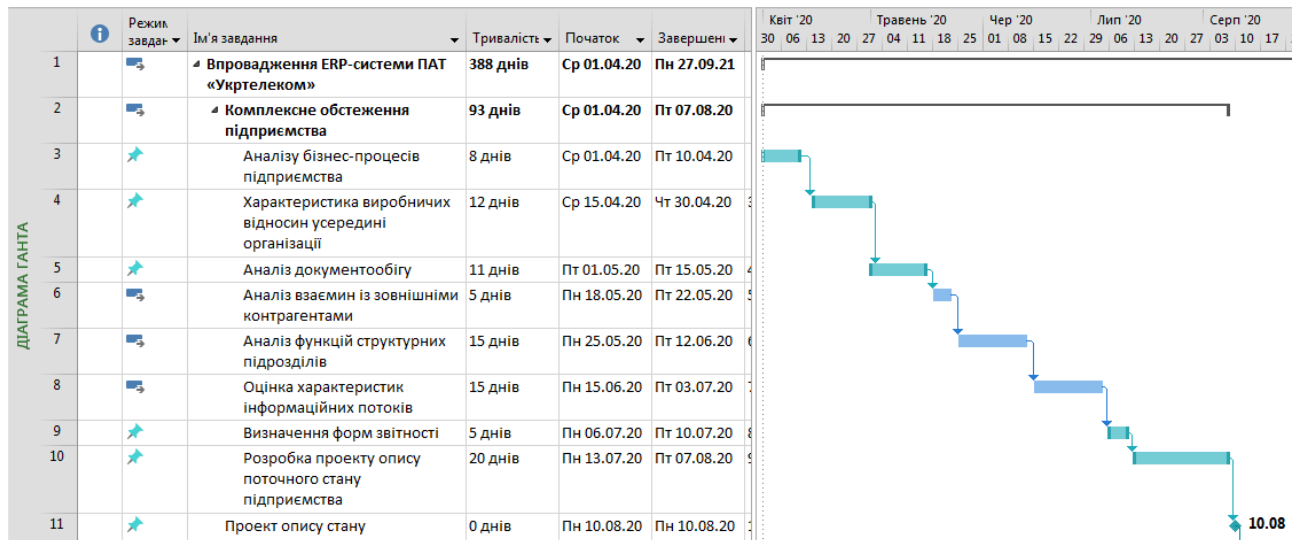 Режим завдан Ім'я завдання Тривалість Початок Завершені
Квіт '20 Травень '20 Чер '20 Лип '20 Серп '20
30 06 13 20 27 04 11 18 25 01 08 15 22 29 06 13 20 27 03 10 17
ДІАГРАМА ГАНТА
1 Впровадження ERP-системи ПАТ 388 днів Ср 01.04.20 Пн 27.09.21
«Укртелеком»
2 Комплексне обстеження 93 днів Ср 01.04.20 Пт 07.08.20
підприємства
3 Аналізу бізнес-процесів 8 днів Ср 01.04.20 Пт 10.04.20
підприємства
4 Характеристика виробничих 12 днів Ср 15.04.20 Чт 30.04.20
відносин усередині
організації
5 Аналіз документообігу 11 днів Пт 01.05.20 Пт 15.05.20
6 Аналіз взаємин із зовнішніми 5 днів Пн 18.05.20 Пт 22.05.20
контрагентами
7 Аналіз функцій структурних 15 днів Пн 25.05.20 Пт 12.06.20
підрозділів
8 Оцінка характеристик 15 днів Пн 15.06.20 Пт 03.07.20
інформаційних потоків
9 Визначення форм звітності 5 днів Пн 06.07.20 Пт 10.07.20
10 Розробка проекту опису 20 днів Пн 13.07.20 Пт 07.08.20
поточного стану
підприємства
11 Проект опису стану 0 днів Пн 10.08.20 Пн 10.08.20 10.08